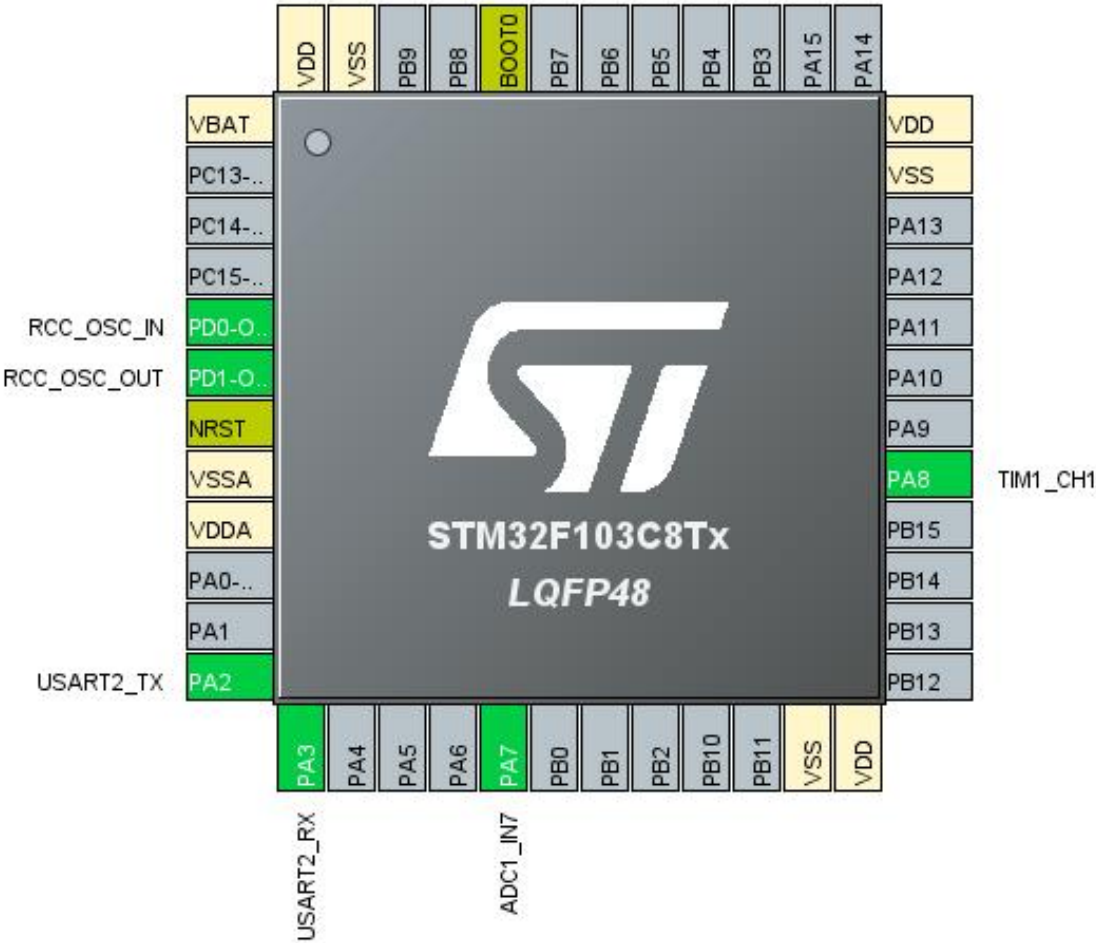 VDD
VSS
PB9
PB8
BOOT0
PB7
PB6
PB5
PB4
PB3
PA15
PA14
VBAT
PC13-..
PC14-..
PC15-..
RCC_OSC_IN PD0-O..
RCC_OSC_OUT PD1-O..
NRST
VSSA
VDDA
PA0-..
PA1
USART2_TX PA2
ST
STM32F103C8Tx
LQFP48
VDD
VSS
PA13
PA12
PA11
PA10
PA9
PA8 TIM1_CH1
PB15
PB14
PB13
PB12
PA3
PA4
PA5
PA6
PA7
PB0
PB1
PB2
PB10
PB11
VSS
VDD
USART2_RX
ADC1_IN7